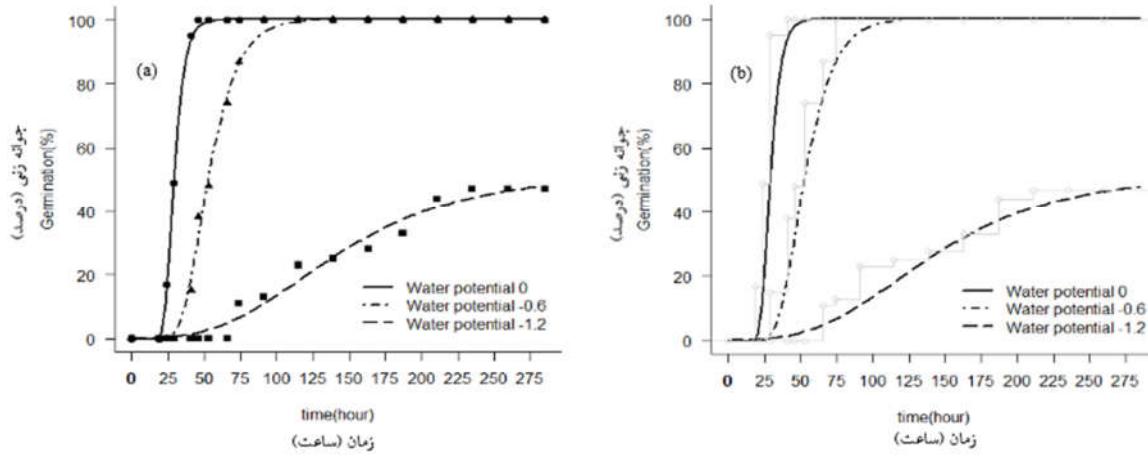 (a)
جوانه زنی (درصد)
Germination(%)
100
80
60
40
20
0
Water potential 0
Water potential -0.6
Water potential -1.2
0 25 50 75 100 125 150 175 200 225 250 275
time(hour)
زمان (ساعت)
(b)
جوانه زنی (درصد)
Germination(%)
100
80
60
40
20
0
Water potential 0
Water potential -0.6
Water potential -1.2
0 25 50 75 100 125 150 175 200 225 250 275
time(hour)
زمان (ساعت)